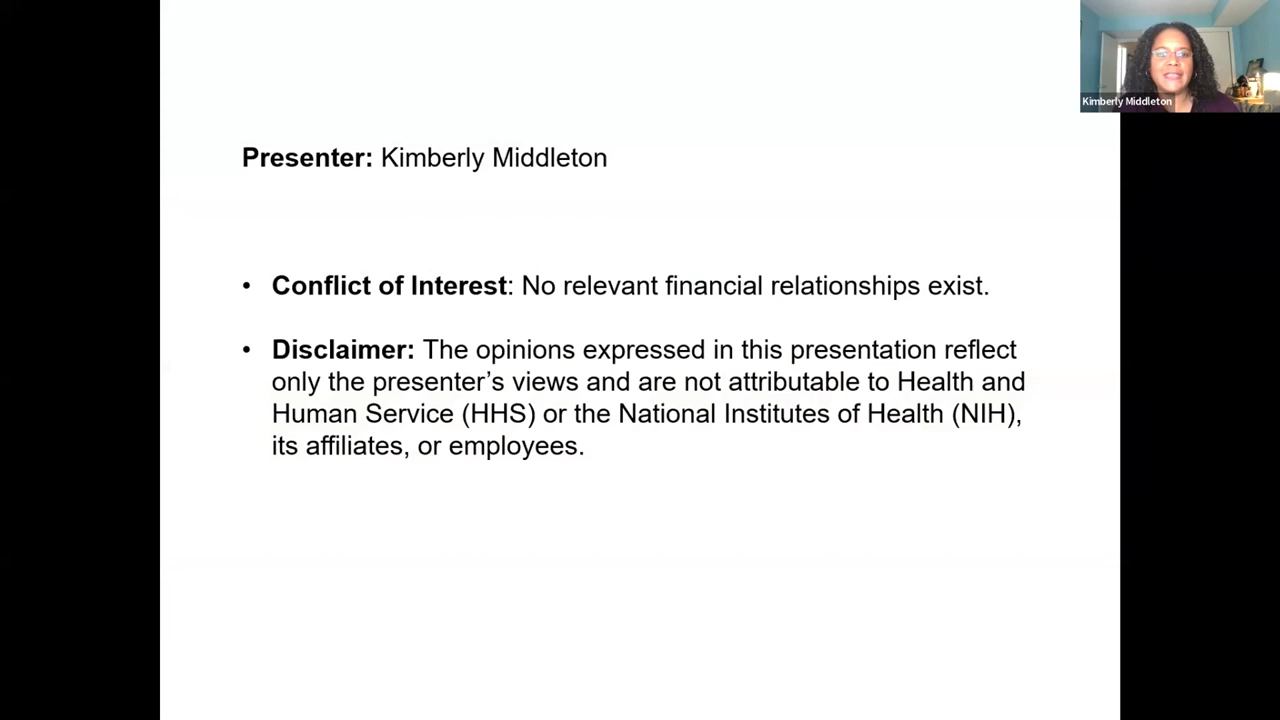 Kimberly Middleton
Presenter: Kimberly Middleton
• Conflict of Interest: No relevant financial relationships exist.
• Disclaimer: The opinions expressed in this presentation reflect
only the presenter’s views and are not attributable to Health and
Human Service (HHS) or the National Institutes of Health (NIH),
its affiliates, or employees.